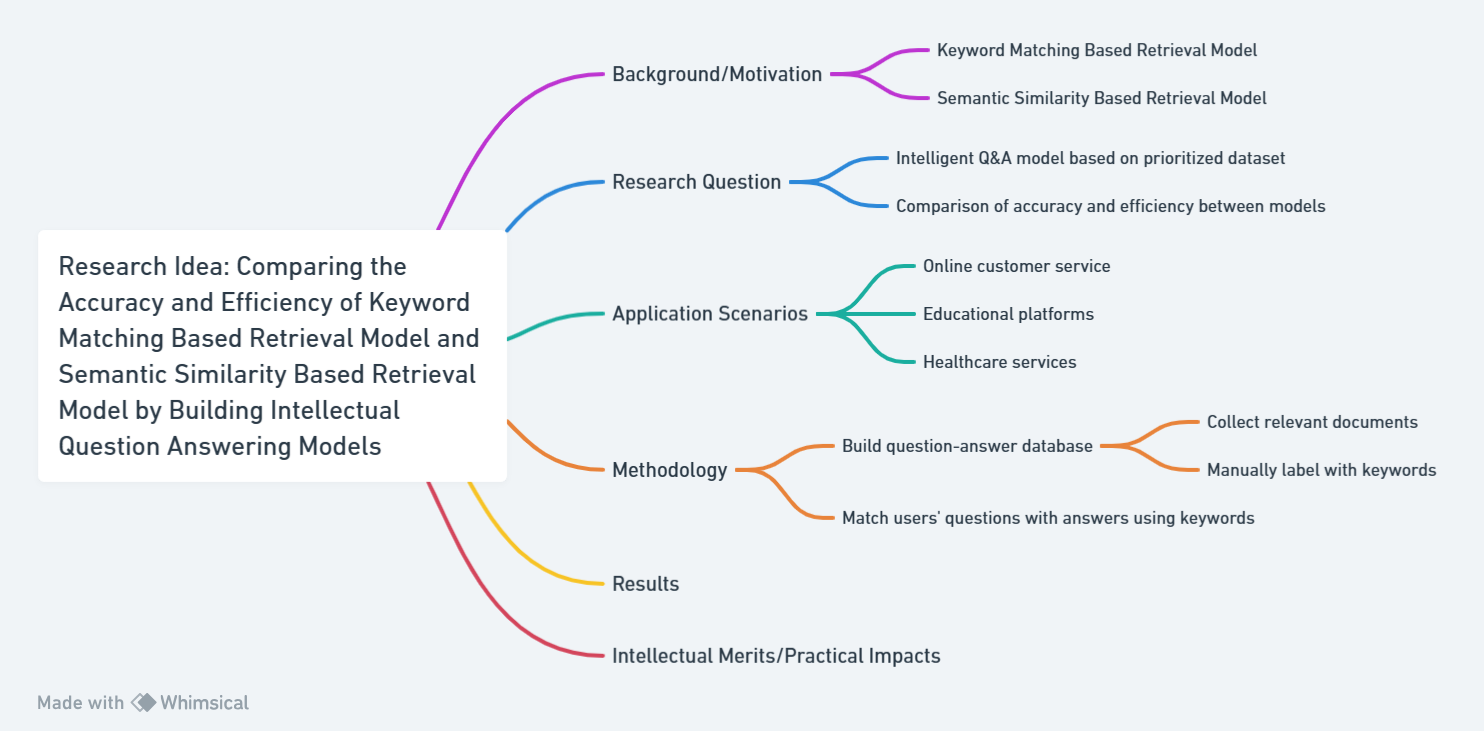 Research Idea: Comparing the
Accuracy and Efficiency of Keyword
Matching Based Retrieval Model and
Semantic Similarity Based Retrieval
Model by Building Intellectual
Question Answering Models
Background/Motivation
Keyword Matching Based Retrieval Model
Semantic Similarity Based Retrieval Model
Research Question
Intelligent Q&A model based on prioritized dataset
Comparison of accuracy and efficiency between models
Application Scenarios
Online customer service
Educational platforms
Healthcare services
Methodology
Build question-answer database
Collect relevant documents
Manually label with keywords
Match users' questions with answers using keywords
Results
Intellectual Merits/Practical Impacts
Made with Whimsical